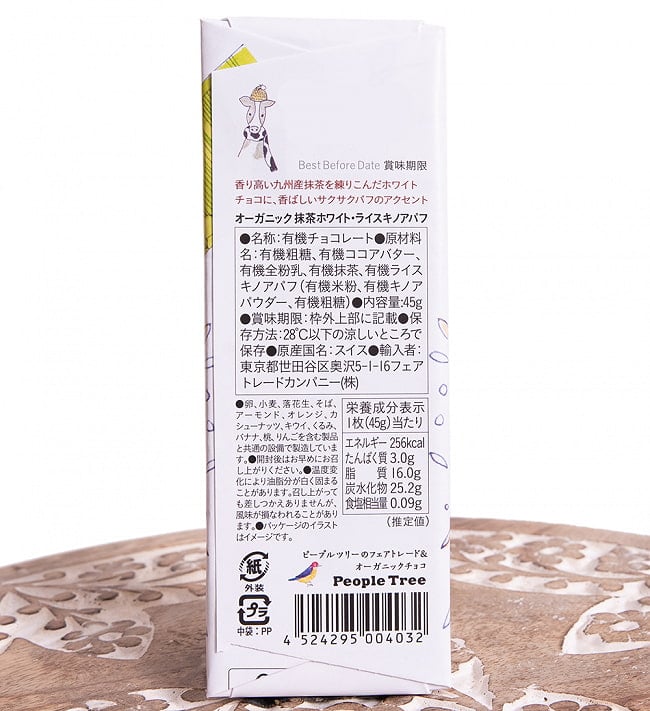 Best Before Date 賞味期限
香り高い九州産抹茶を練りこんだホワイト
チョコに、香ばしいサクサクパフのアクセント
オーガニック 抹茶ホワイト・ライスキノアパフ
●名称：有機チョコレート●原材料
名：有機粗糖、有機ココアバター、
有機全粉乳、有機抹茶、有機ライス
キノアパフ（有機米粉、有機キノア
パウダー、有機粗糖）●内容量：45g
●賞味期限：枠外上部に記載●保
存方法：28℃以下の涼しいところで
保存●原産国名：スイス●輸入者：
東京都世田谷区奥沢5-1-16フェア
トレードカンパニー（株）
●卵、小麦、落花生、そば、
アーモンド、オレンジ、カ
シューナッツ、キウイ、くるみ、
バナナ、桃、りんごを含む製品
と共通の設備で製造していま
す。●開封後はお早めにお召
し上がりください。●温度変
化により油脂分が白く固まる
ことがあります。召し上がって
も差しつかえありませんが、
風味が損なわれることがあり
ます。●パッケージのイラスト
はイメージです。
栄養成分表示
1枚（45g）当たり
エネルギー 256kcal
たんぱく質 3.0g
脂質 16.0g
炭水化物 25.2g
食塩相当量 0.09g
（推定値）
ピープルツリーのフェアトレード&
オーガニックチョコ
People Tree
紙
外装
プラ
中袋：PP
4 524295 004032